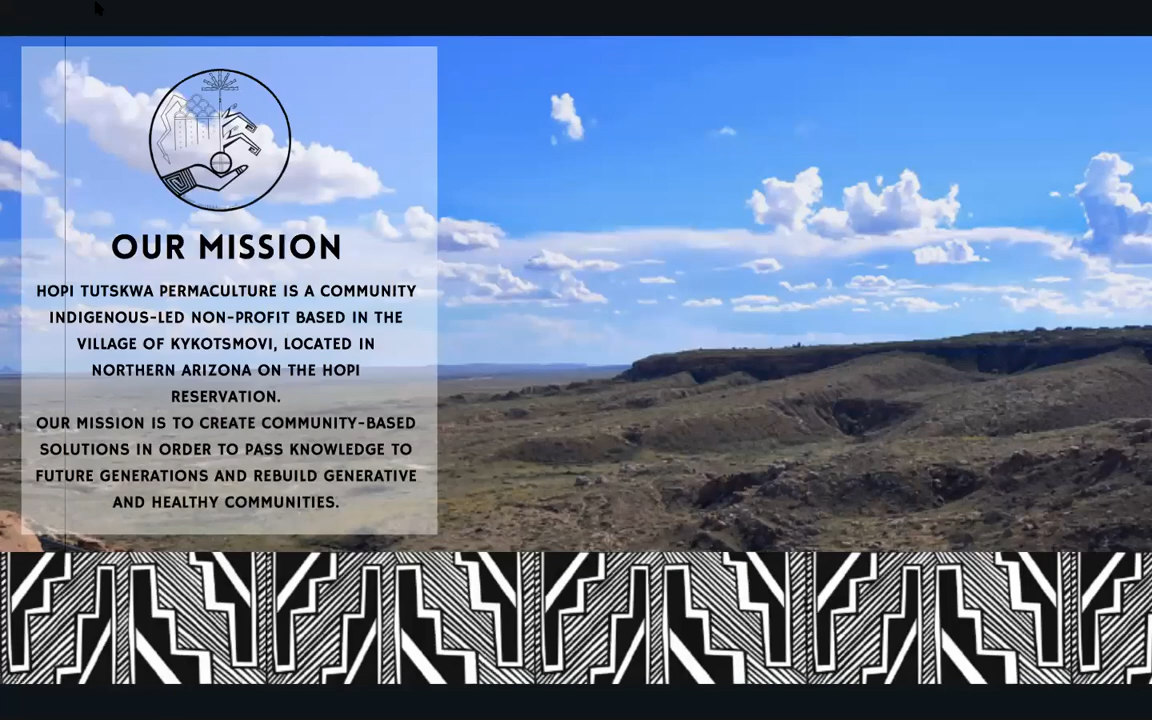 OUR MISSION
HOPI TUTSKWA PERMACULTURE IS A COMMUNITY
INDIGENOUS-LED NON-PROFIT BASED IN THE
VILLAGE OF KYKOTSMOVI, LOCATED IN
NORTHERN ARIZONA ON THE HOPI
RESERVATION.
OUR MISSION IS TO CREATE COMMUNITY-BASED
SOLUTIONS IN ORDER TO PASS KNOWLEDGE TO
FUTURE GENERATIONS AND REBUILD GENERATIVE
AND HEALTHY COMMUNITIES.